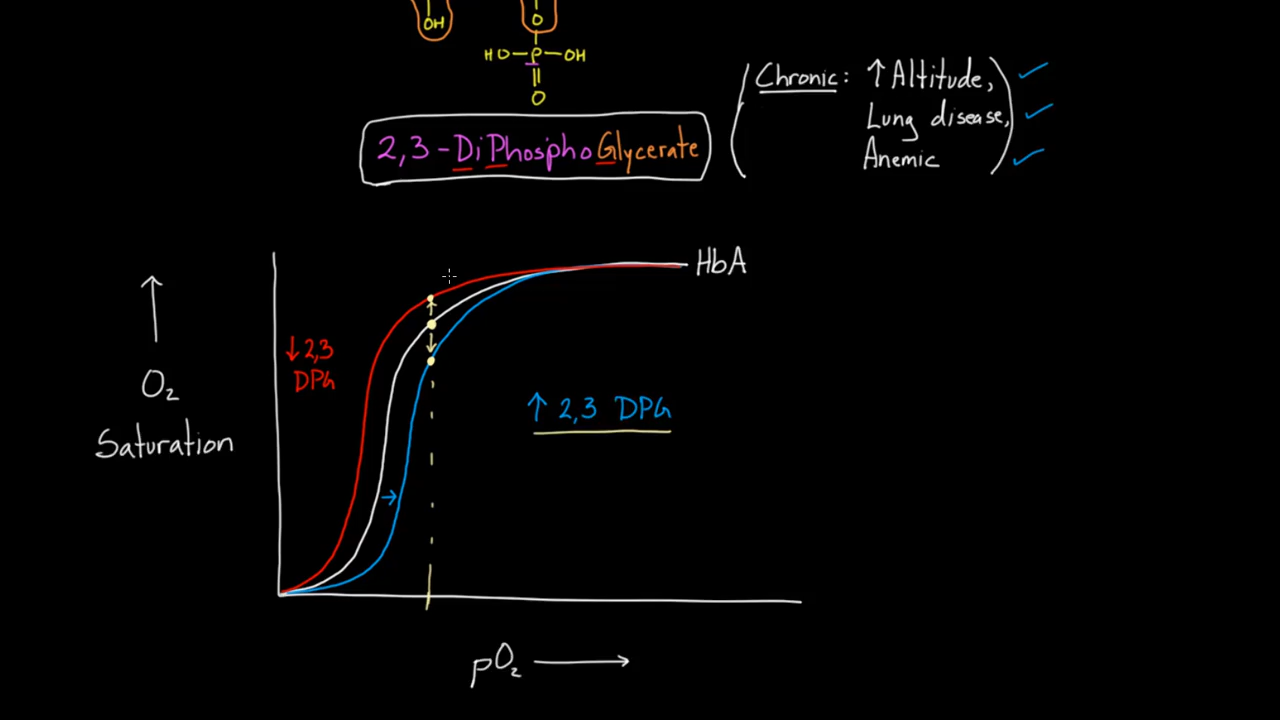 OH
O
HO-P-OH
O
2,3-DiPhosphoGlycerate
Chronic: ↑ Altitude,
Lung disease,
Anemic
HbA
↓2,3
DPG
↑ 2,3 DPG
↑
O₂
Saturation
pO₂ →